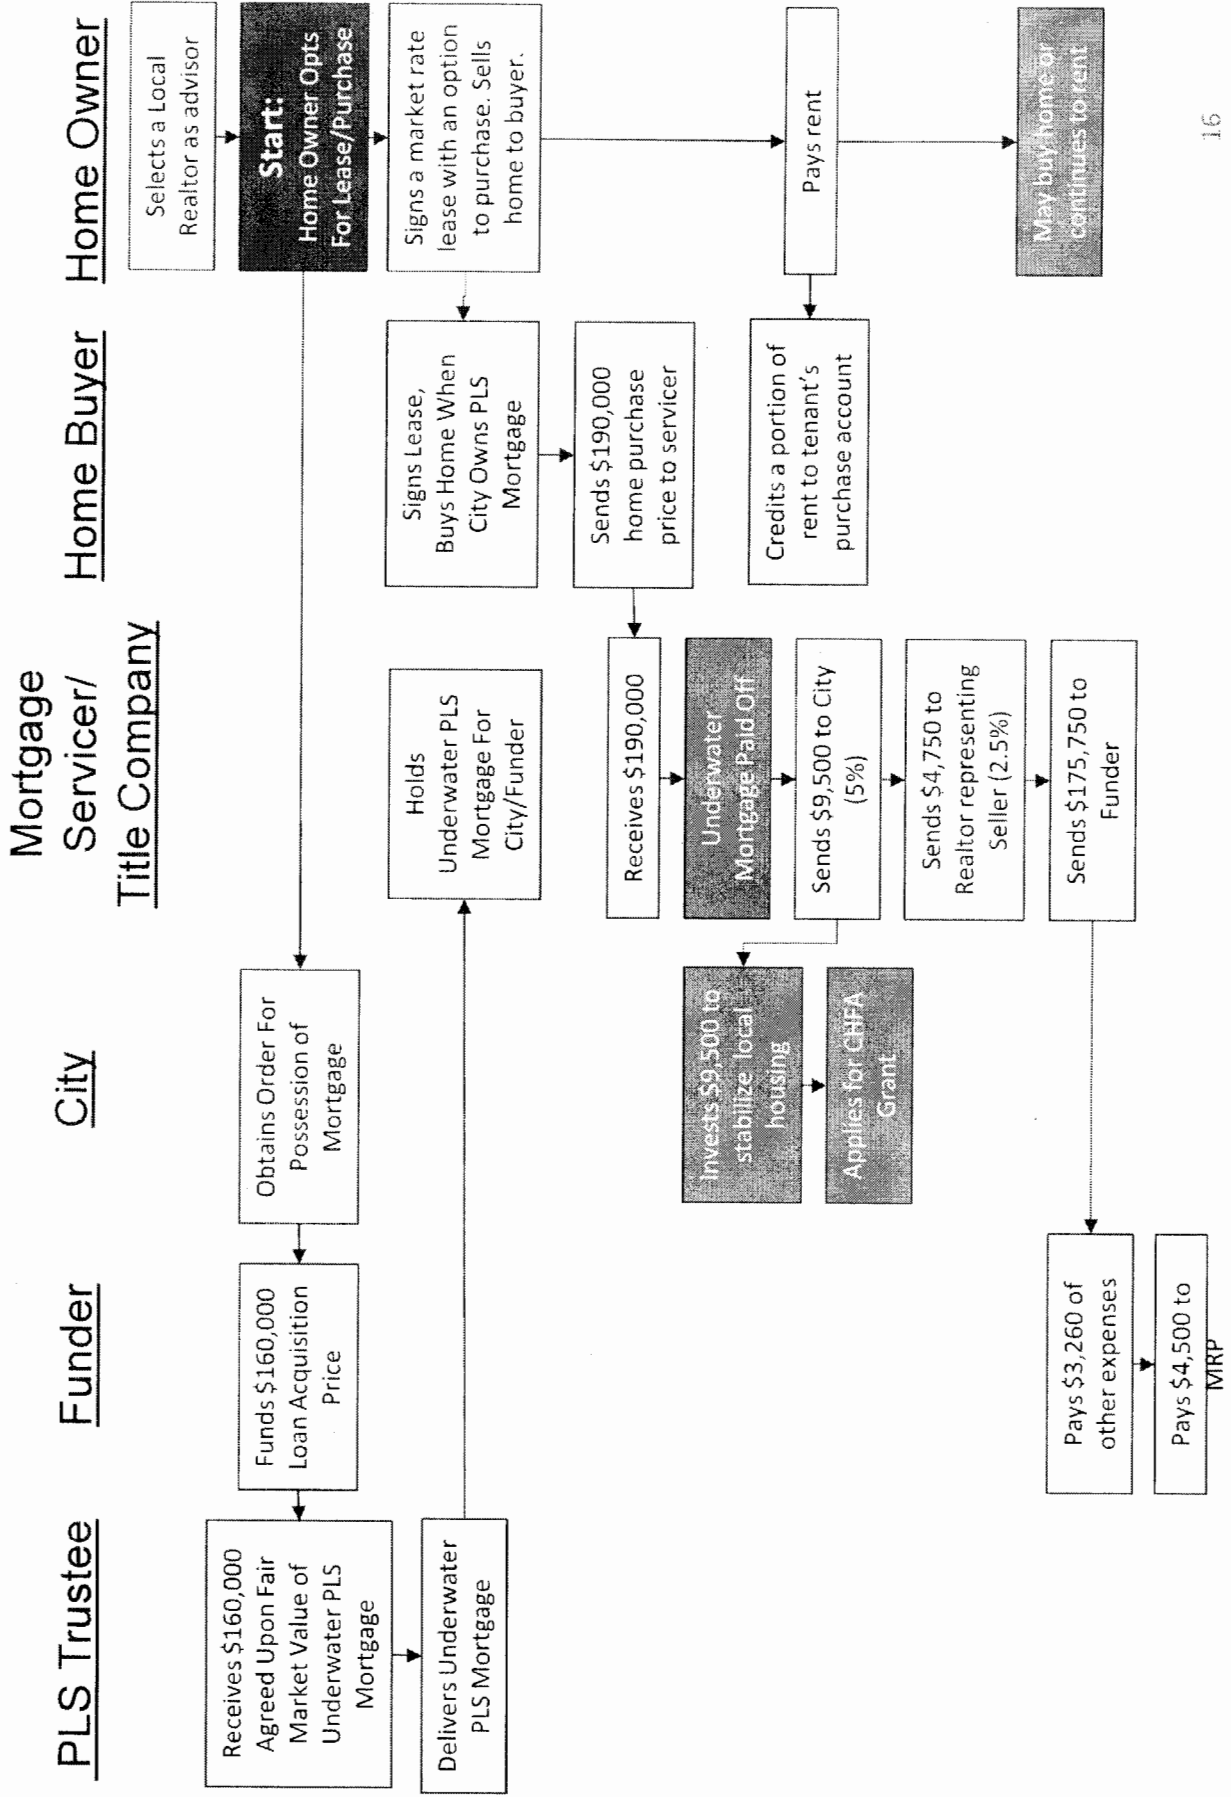 PLS Trustee
Funder
City
Mortgage
Servicer/
Title Company
Home Buyer
Home Owner
Selects a Local
Realtor as advisor
Start:
Home Owner Opts
For Lease/Purchase
Obtains Order For
Possession of
Mortgage
Funds $160,000
Loan Acquisition
Price
Receives $160,000
Agreed Upon Fair
Market Value of
Underwater PLS
Mortgage
Delivers Underwater
PLS Mortgage
Holds
Underwater PLS
Mortgage For
City/Funder
Signs a market rate
lease with an option
to purchase. Sells
home to buyer.
Signs Lease,
Buys Home When
City Owns PLS
Mortgage
Sends $190,000
home purchase
price to servicer
Receives $190,000
Underwater
Mortgage Paid Off
Sends $9,500 to City
(5%)
Invests $9,500 to
stabilize local
housing
Applies for CHFA
Grant
Sends $4,750 to
Realtor representing
Seller (2.5%)
Sends $175,750 to
Funder
Pays $3,260 of
other expenses
Pays $4,500 to
MRP
Pays rent
Credits a portion of
rent to tenant's
purchase account
May buy home or
continues to rent
16